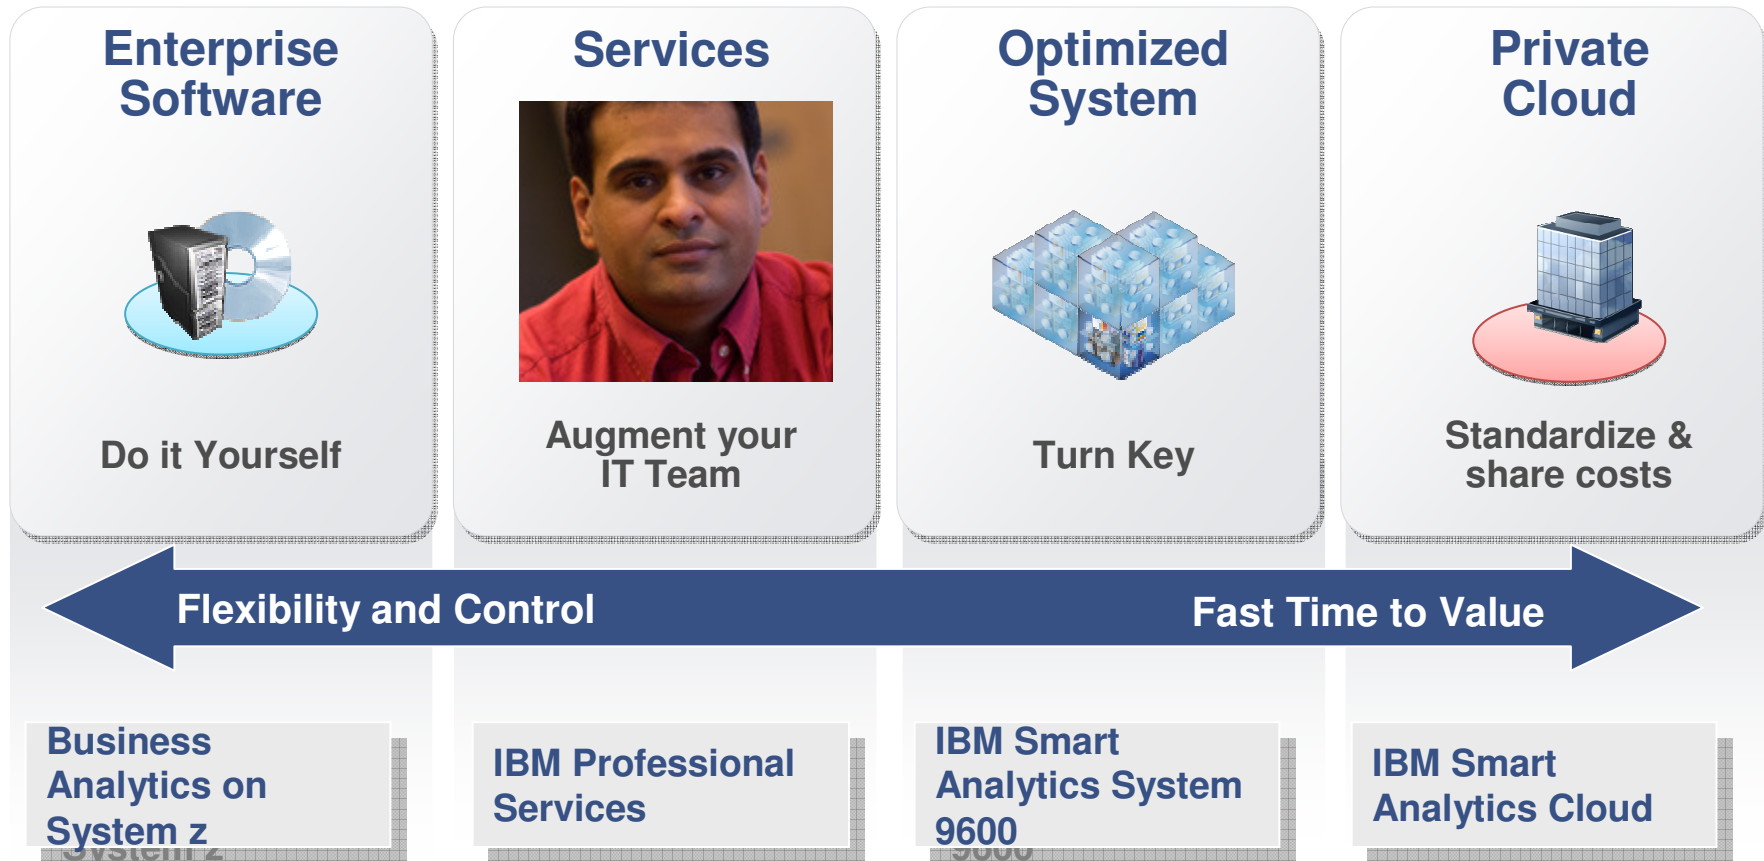 Enterprise
Software
Services
Optimized
System
Private
Cloud
Do it Yourself
Augment your
IT Team
Turn Key
Standardize &
share costs
Flexibility and Control
Fast Time to Value
Business
Analytics on
System z
IBM Professional
Services
IBM Smart
Analytics System
9600
IBM Smart
Analytics Cloud